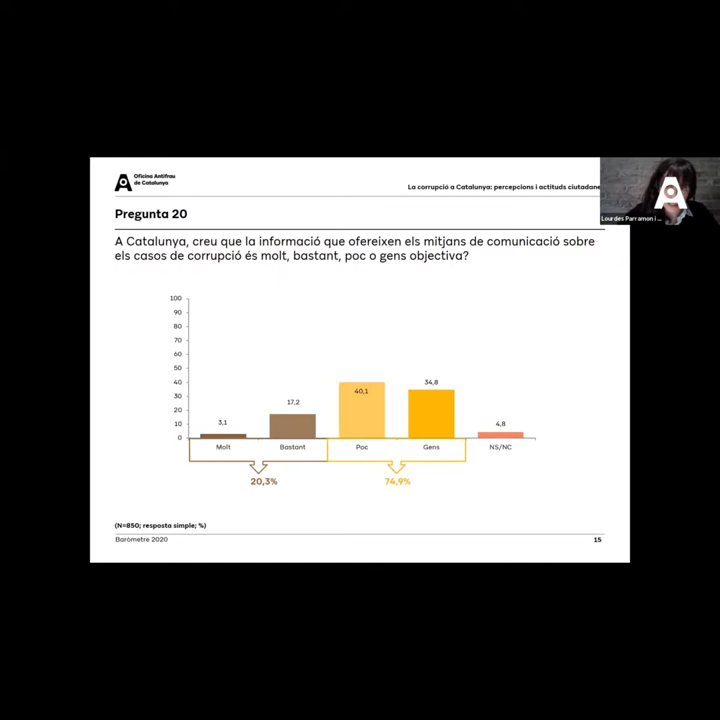 Oficina Antifrau
de Catalunya
La corrupció a Catalunya: percepcions i actituds ciutadane
Lourdes Parramon i ...
Pregunta 20
A Catalunya, creu que la informació que ofereixen els mitjans de comunicació sobre
els casos de corrupció és molt, bastant, poc o gens objectiva?
100
90
80
70
60
50
40
30
20
10
0
3,1
17,2
40,1
34,8
4,8
Molt
Bastant
Poc
Gens
NS/NC
20,3%
74,9%
(N=850; resposta simple; %)
Baròmetre 2020
15